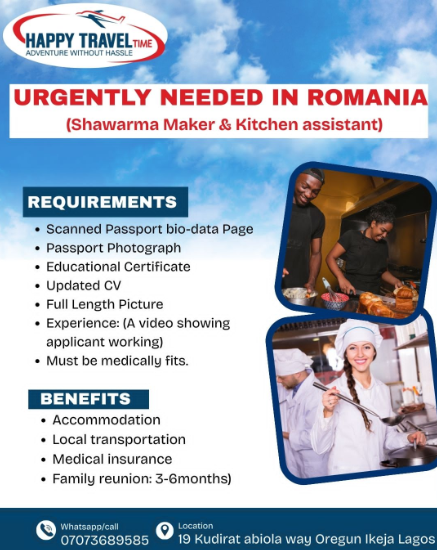 HAPPY TRAVEL TIME
ADVENTURE WITHOUT HASSLE
URGENTLY NEEDED IN ROMANIA
(Shawarma Maker & Kitchen assistant)
REQUIREMENTS
• Scanned Passport bio-data Page
• Passport Photograph
• Educational Certificate
• Updated CV
• Full Length Picture
• Experience: (A video showing
applicant working)
• Must be medically fits.
BENEFITS
• Accommodation
• Local transportation
• Medical insurance
• Family reunion: 3-6months)
Whatsapp/call
07073689585
Location
19 Kudirat abiola way Oregun Ikeja Lagos